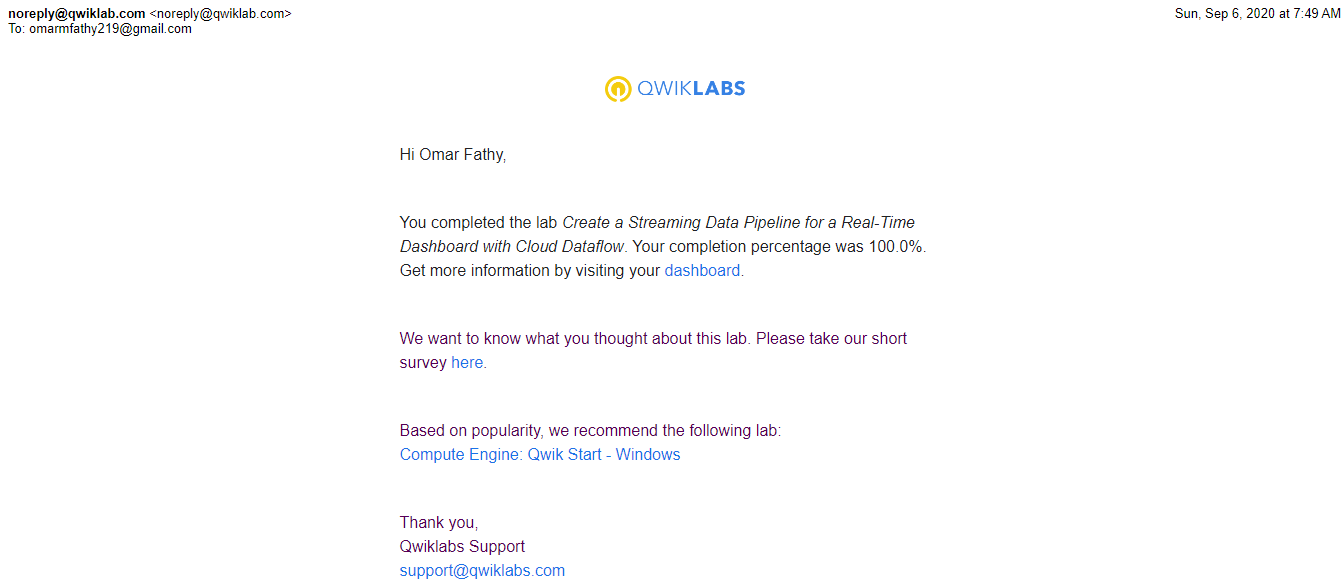 noreply@qwiklab.com <noreply@qwiklab.com>
Sun, Sep 6, 2020 at 7:49 AM
To: omarmfathy219@gmail.com
QWIKLABS
Hi Omar Fathy,
You completed the lab Create a Streaming Data Pipeline for a Real-Time
Dashboard with Cloud Dataflow. Your completion percentage was 100.0%.
Get more information by visiting your dashboard.
We want to know what you thought about this lab. Please take our short
survey here.
Based on popularity, we recommend the following lab:
Compute Engine: Qwik Start - Windows
Thank you,
Qwiklabs Support
support@qwiklabs.com